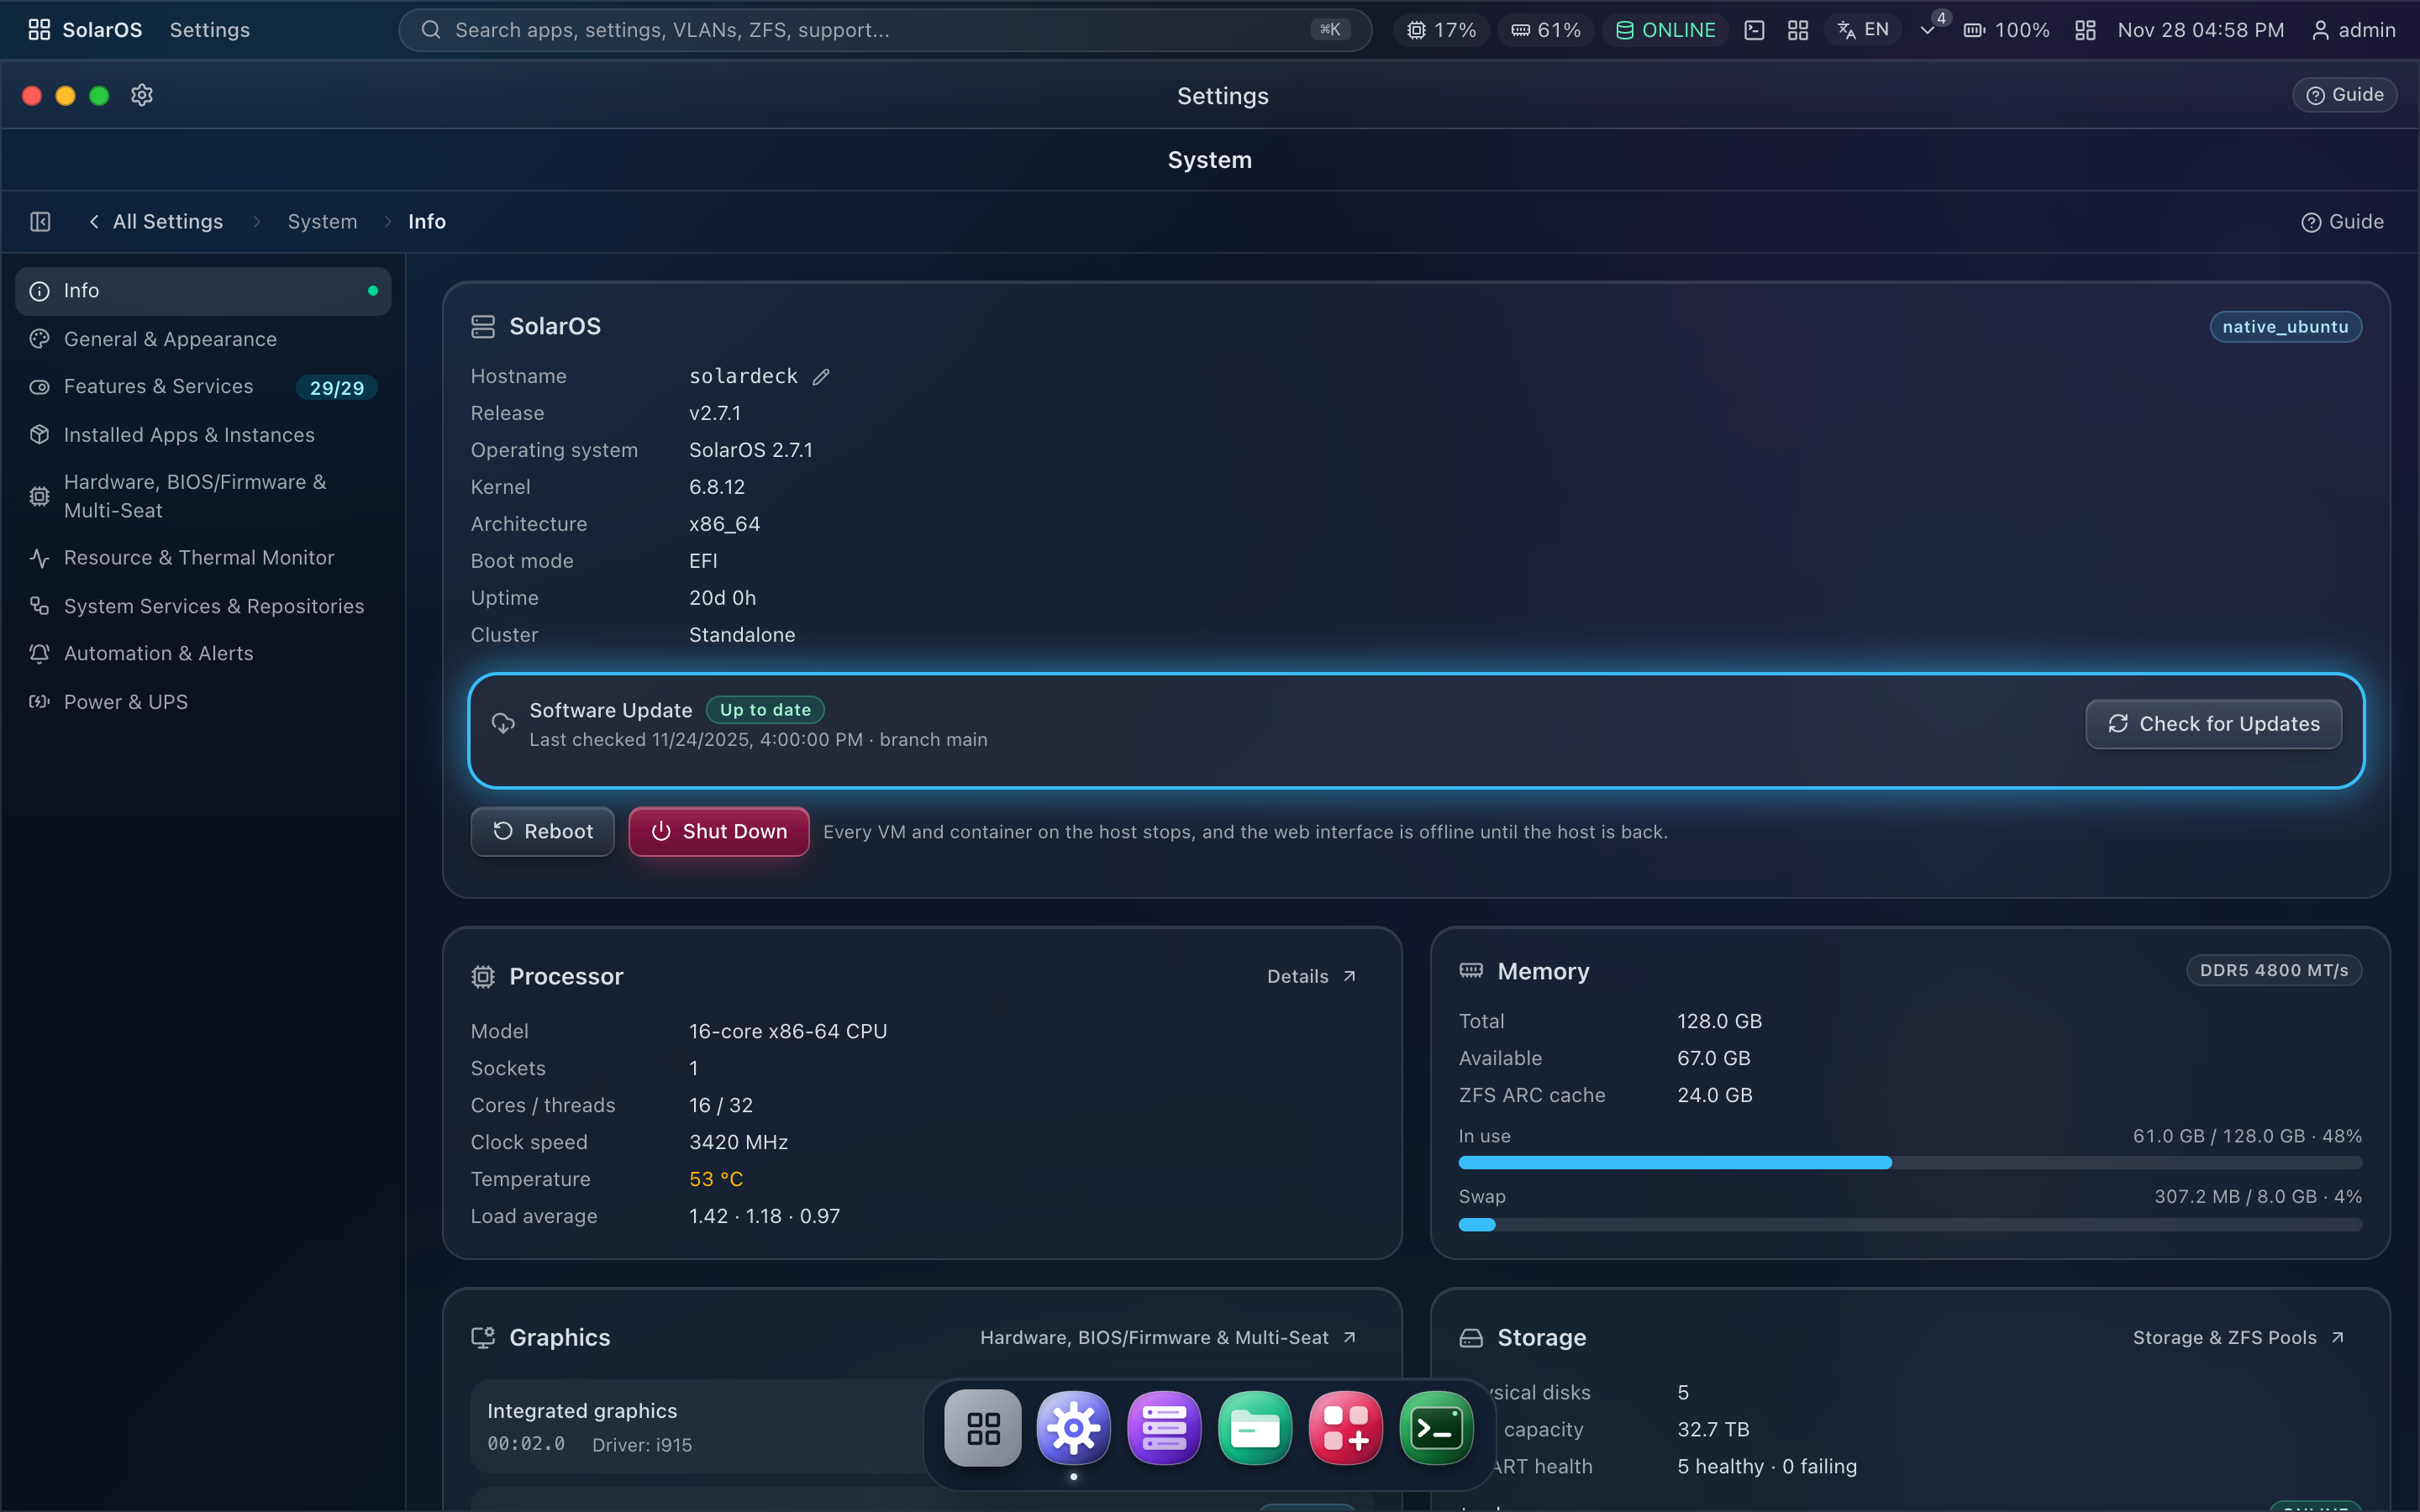 SolarOS Settings Search apps, settings, VLANs, ZFS, support... ⌘K 17% 61% ONLINE EN 4 100% Nov 28 04:58 PM admin
Settings Guide
System
All Settings System Info Guide
Info
General & Appearance
Features & Services 29/29
Installed Apps & Instances
Hardware, BIOS/Firmware &
Multi-Seat
Resource & Thermal Monitor
System Services & Repositories
Automation & Alerts
Power & UPS
SolarOS native_ubuntu
Hostname solardeck
Release v2.7.1
Operating system SolarOS 2.7.1
Kernel 6.8.12
Architecture x86_64
Boot mode EFI
Uptime 20d 0h
Cluster Standalone
Software Update Up to date
Last checked 11/24/2025, 4:00:00 PM · branch main
Check for Updates
Reboot Shut Down Every VM and container on the host stops, and the web interface is offline until the host is back.
Processor Details
Model 16-core x86-64 CPU
Sockets 1
Cores / threads 16 / 32
Clock speed 3420 MHz
Temperature 53 °C
Load average 1.42 · 1.18 · 0.97
Memory DDR5 4800 MT/s
Total 128.0 GB
Available 67.0 GB
ZFS ARC cache 24.0 GB
In use 61.0 GB / 128.0 GB · 48%
Swap 307.2 MB / 8.0 GB · 4%
Graphics Hardware, BIOS/Firmware & Multi-Seat
Integrated graphics
00:02.0 Driver: i915
Storage Storage & ZFS Pools
disks 5
capacity 32.7 TB
health 5 healthy · 0 failing